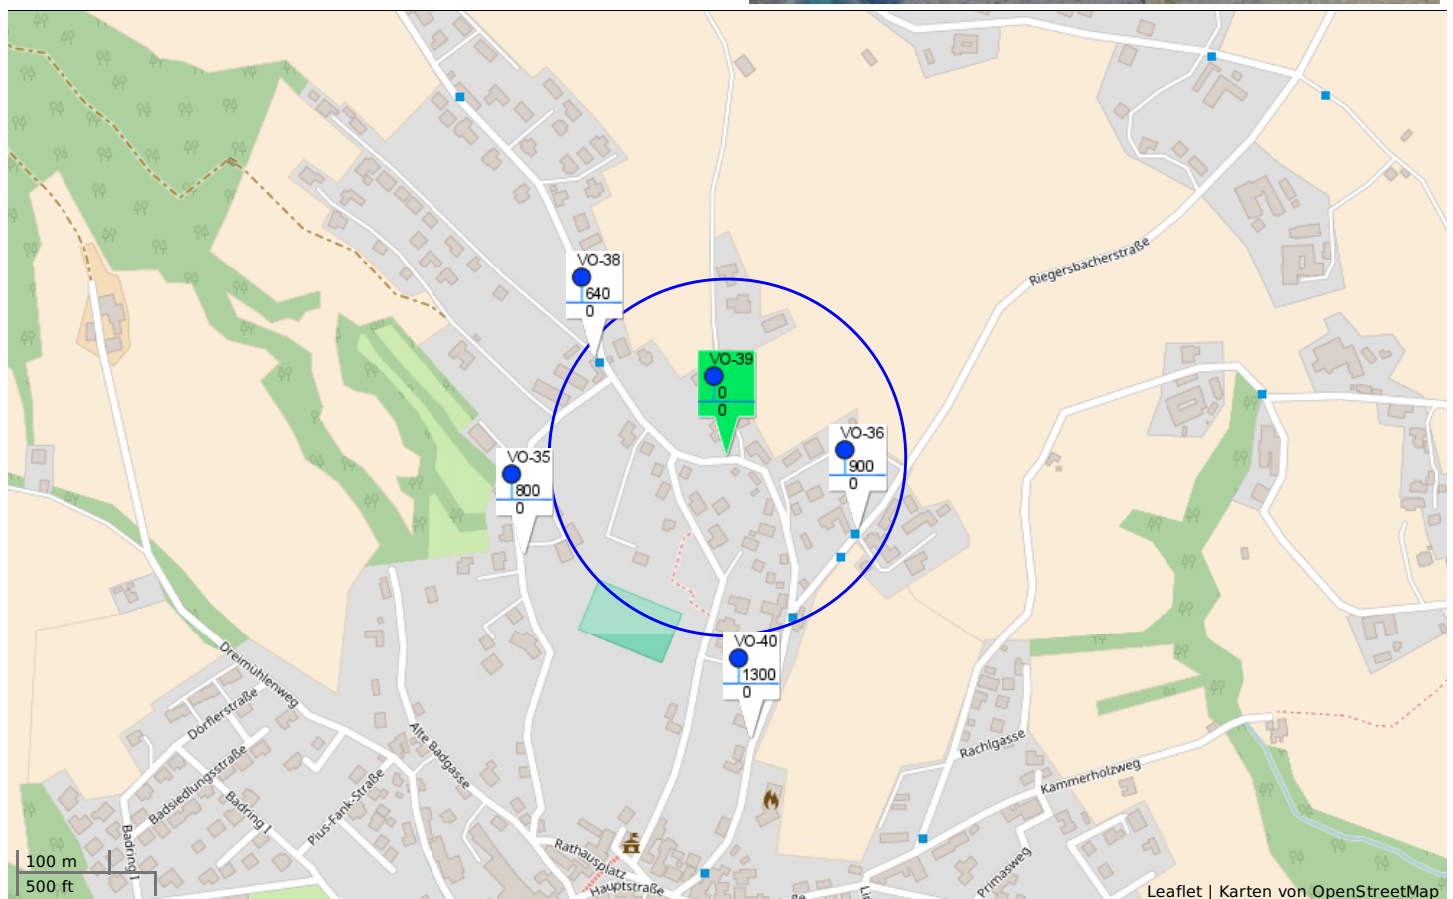 VO-38
640
0
Riegersbacherstraße
VO-39
0
0
VO-36
900
0
VO-35
800
0
VO-40
1300
0
Dreimühlenweg
Dorflerstraße
Alte Badgasse
Badsiedlungsstraße
Badring I
Pius-Fank-Straße
Badring I
Rachlgasse
Kammerholzweg
Primasweg
Rathausplatz
Hauptstraße
100 m
500 ft
Leaflet | Karten von OpenStreetMap